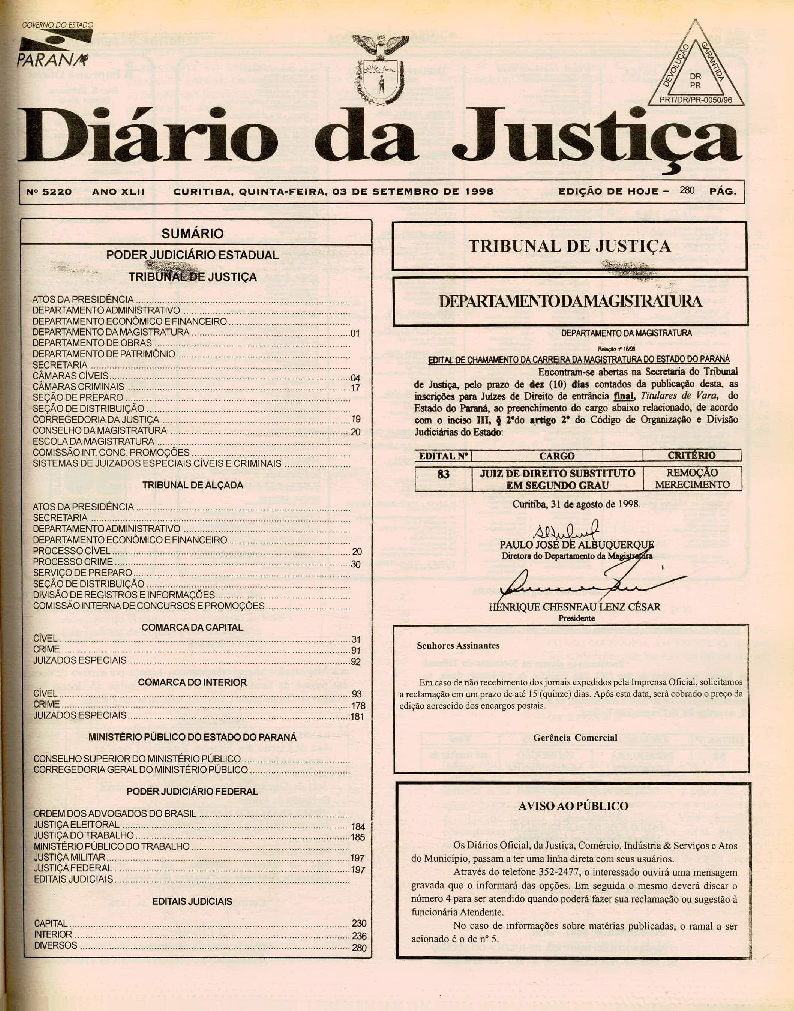 GOVERNO DO ESTADO
PARANÁ
DEVOLUÇÃO
GARANTIDA
DR
PR
PRT/DR/PR-0050/96
Diário da Justiça
Nº 5220 ANO XLII CURITIBA, QUINTA-FEIRA, 03 DE SETEMBRO DE 1998 EDIÇÃO DE HOJE - 280 PÁG.
SUMÁRIO
PODER JUDICIÁRIO ESTADUAL
TRIBUNAL DE JUSTIÇA
ATOS DA PRESIDÊNCIA
DEPARTAMENTO ADMINISTRATIVO
DEPARTAMENTO ECONÔMICO E FINANCEIRO
DEPARTAMENTO DA MAGISTRATURA 01
DEPARTAMENTO DE OBRAS
DEPARTAMENTO DE PATRIMÔNIO
SECRETARIA
CÂMARAS CÍVEIS 04
CÂMARAS CRIMINAIS 17
SEÇÃO DE PREPARO
SEÇÃO DE DISTRIBUIÇÃO
CORREGEDORIA DA JUSTIÇA 19
CONSELHO DA MAGISTRATURA 20
ESCOLA DA MAGISTRATURA
COMISSÃO INT. CONC. PROMOÇÕES
SISTEMAS DE JUIZADOS ESPECIAIS CÍVEIS E CRIMINAIS
TRIBUNAL DE ALÇADA
ATOS DA PRESIDÊNCIA
SECRETARIA
DEPARTAMENTO ADMINISTRATIVO
DEPARTAMENTO ECONÔMICO E FINANCEIRO
PROCESSO CÍVEL 20
PROCESSO CRIME 30
SERVIÇO DE PREPARO
SEÇÃO DE DISTRIBUIÇÃO
DIVISÃO DE REGISTROS E INFORMAÇÕES
COMISSÃO INTERNA DE CONCURSOS E PROMOÇÕES
COMARCA DA CAPITAL
CÍVEL 31
CRIME 91
JUIZADOS ESPECIAIS 92
COMARCA DO INTERIOR
CÍVEL 93
CRIME 178
JUIZADOS ESPECIAIS 181
MINISTÉRIO PÚBLICO DO ESTADO DO PARANÁ
CONSELHO SUPERIOR DO MINISTÉRIO PÚBLICO
CORREGEDORIA GERAL DO MINISTÉRIO PÚBLICO
PODER JUDICIÁRIO FEDERAL
ORDEM DOS ADVOGADOS DO BRASIL
JUSTIÇA ELEITORAL 184
JUSTIÇA DO TRABALHO 185
MINISTÉRIO PÚBLICO DO TRABALHO
JUSTIÇA MILITAR 197
JUSTIÇA FEDERAL 197
EDITAIS JUDICIAIS
EDITAIS JUDICIAIS
CAPITAL 230
INTERIOR 236
DIVERSOS 280
TRIBUNAL DE JUSTIÇA
DEPARTAMENTO DA MAGISTRATURA
DEPARTAMENTO DA MAGISTRATURA
EDITAL DE CHAMAMENTO DA CARREIRA DA MAGISTRATURA DO ESTADO DO PARANÁ
Encontram-se abertas na Secretaria do Tribunal
de Justiça, pelo prazo de dez (10) dias contados da publicação desta, as
inscrições para Juízes de Direito de entrância final, Titulares de Vara, do
Estado do Paraná, ao preenchimento do cargo abaixo relacionado, de acordo
com o inciso III, § 2º do artigo 2º do Código de Organização e Divisão
Judiciárias do Estado:
EDITAL Nº CARGO CRITÉRIO
83 JUIZ DE DIREITO SUBSTITUTO REMOÇÃO
EM SEGUNDO GRAU MERECIMENTO
Curitiba, 31 de agosto de 1998.
PAULO JOSÉ DE ALBUQUERQUE
Diretora do Departamento da Magistratura
HENRIQUE CHESNEAU LENZ CÉSAR
Presidente
Senhores Assinantes
Em caso de não recebimento dos jornais expedidos pela Imprensa Oficial, solicitamos
a reclamação em um prazo de até 15 (quinze) dias. Após esta data, será cobrado o preço da
edição acrescido dos encargos postais.
Gerência Comercial
AVISO AO PÚBLICO
Os Diários Oficial, da Justiça, Comércio, Indústria & Serviços e Atos
do Município, passam a ter uma linha direta com seus usuários.
Através do telefone 352-2477, o interessado ouvirá uma mensagem
gravada que o informará das opções. Em seguida o mesmo deverá discar o
número 4 para ser atendido quando poderá fazer sua reclamação ou sugestão à
funcionária Atendente.
No caso de informações sobre matérias publicadas, o ramal a ser
acionado é o de nº 5.